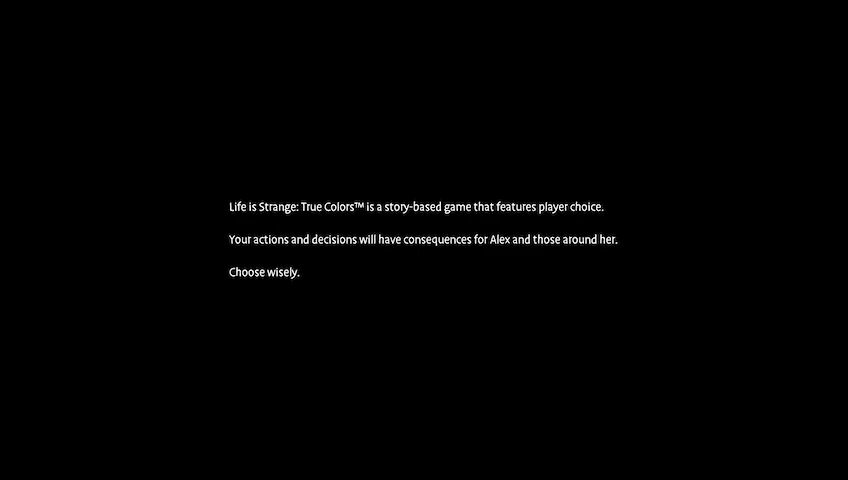 Life is Strange: True Colors™ is a story-based game that features player choice.
Your actions and decisions will have consequences for Alex and those around her.
Choose wisely.